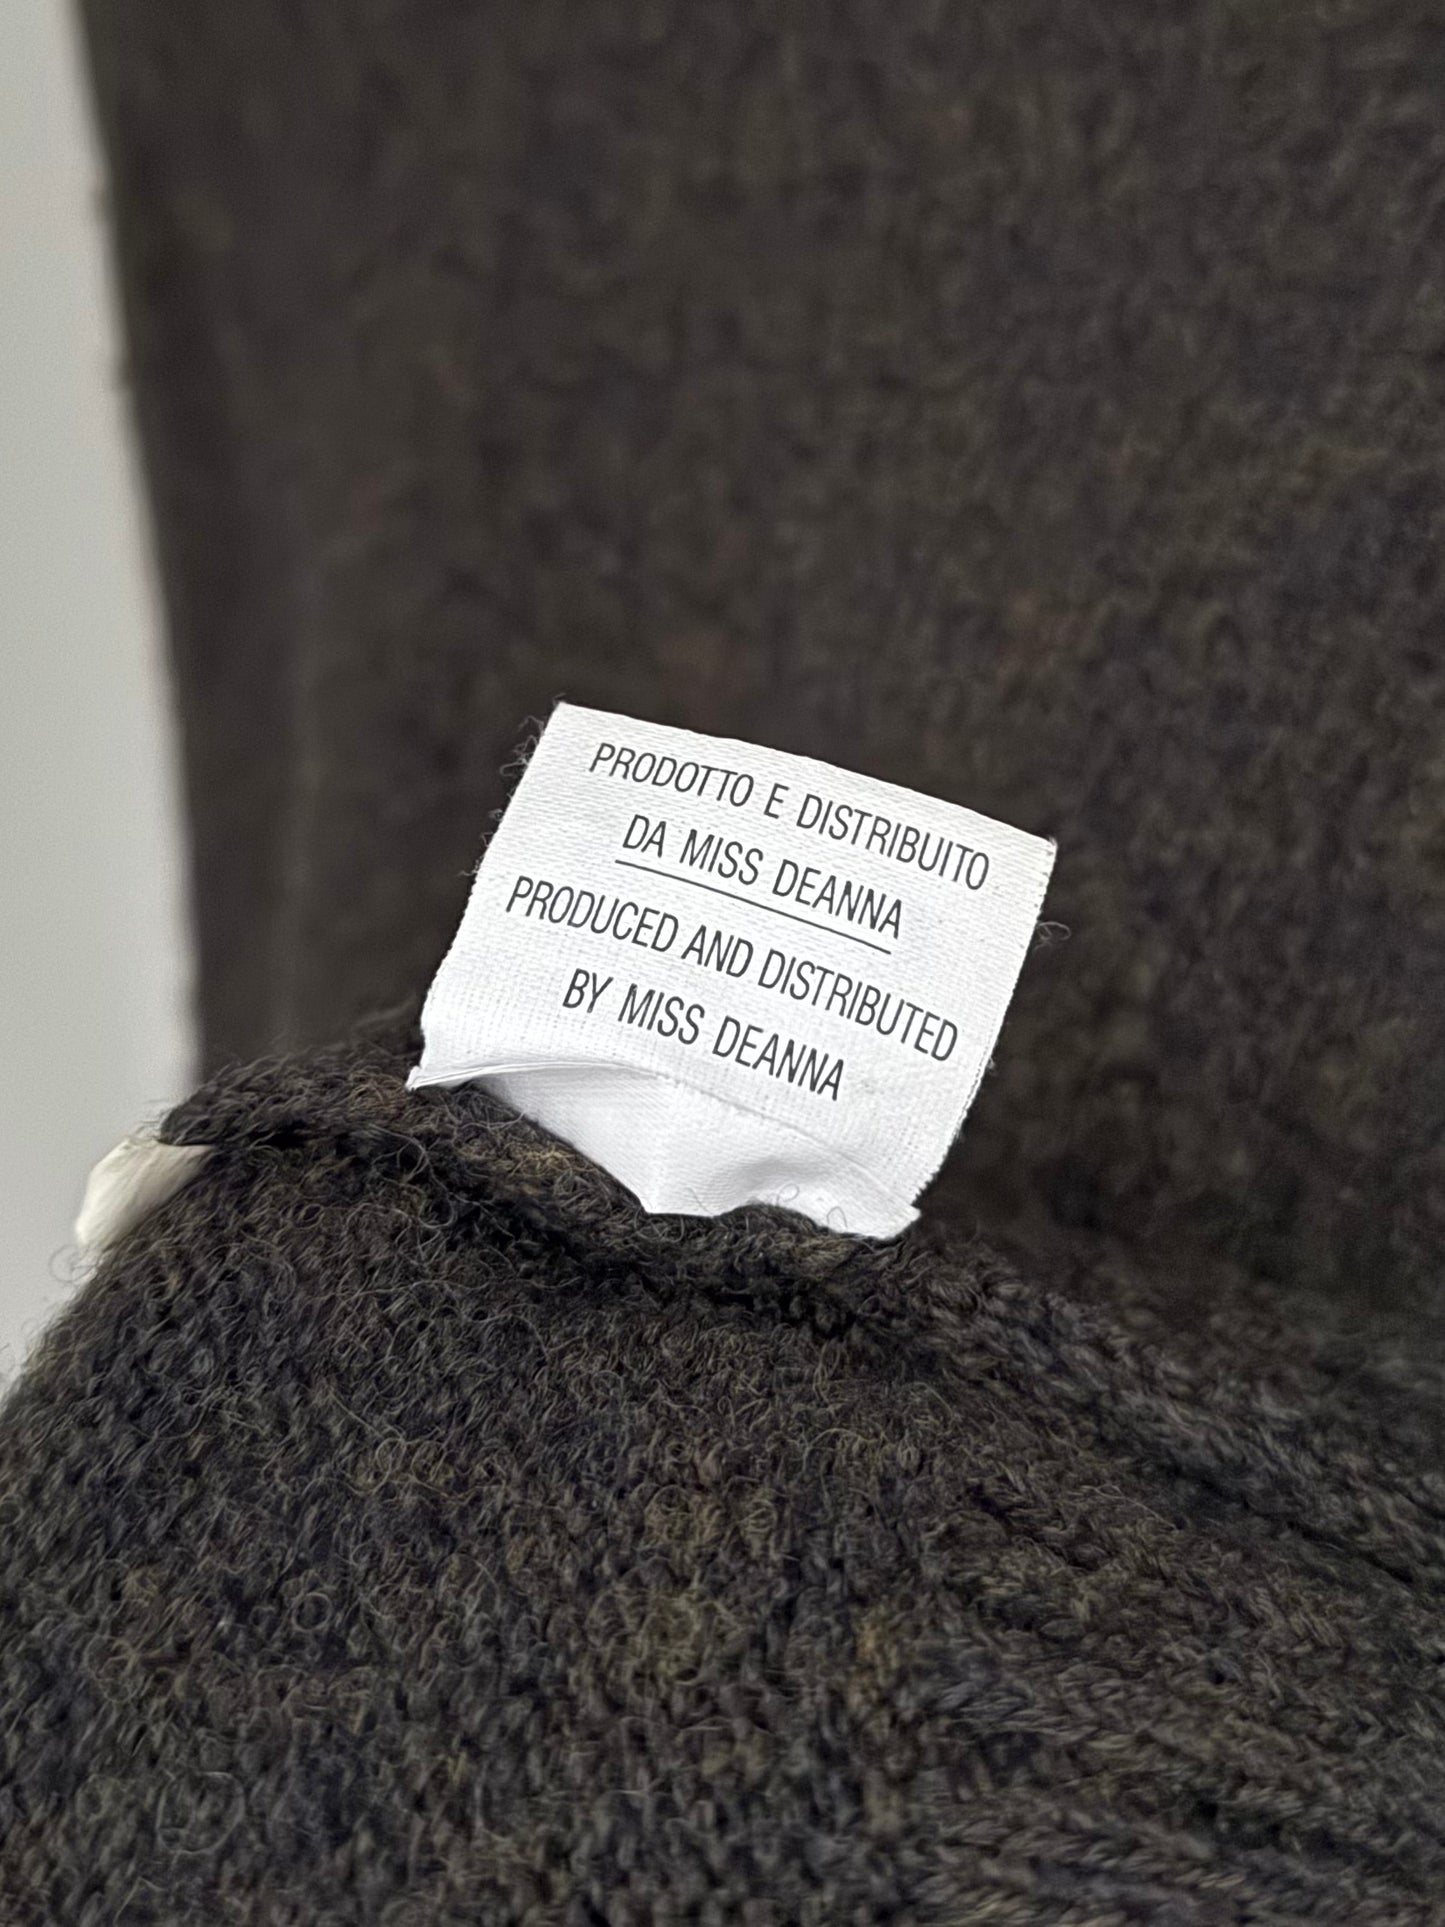 PRODOTTO E DISTRIBUITO
DA MISS DEANNA
PRODUCED AND DISTRIBUTED
BY MISS DEANNA